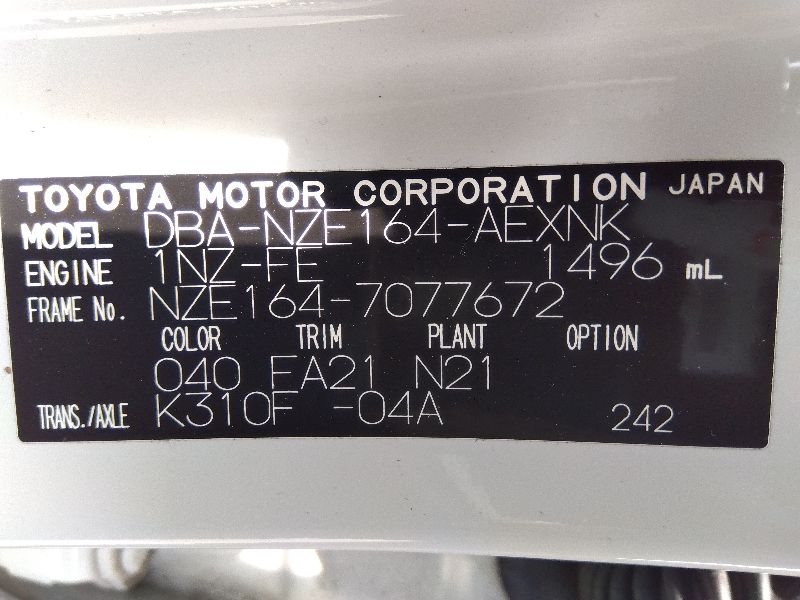 TOYOTA MOTOR CORPORATION JAPAN
MODEL DBA-NZE164-AEXNK
ENGINE 1NZ-FE 1496 mL
FRAME No. NZE164-7077672
COLOR TRIM PLANT OPTION
040 EA21 N21
TRANS./AXLE K310F -04A 242